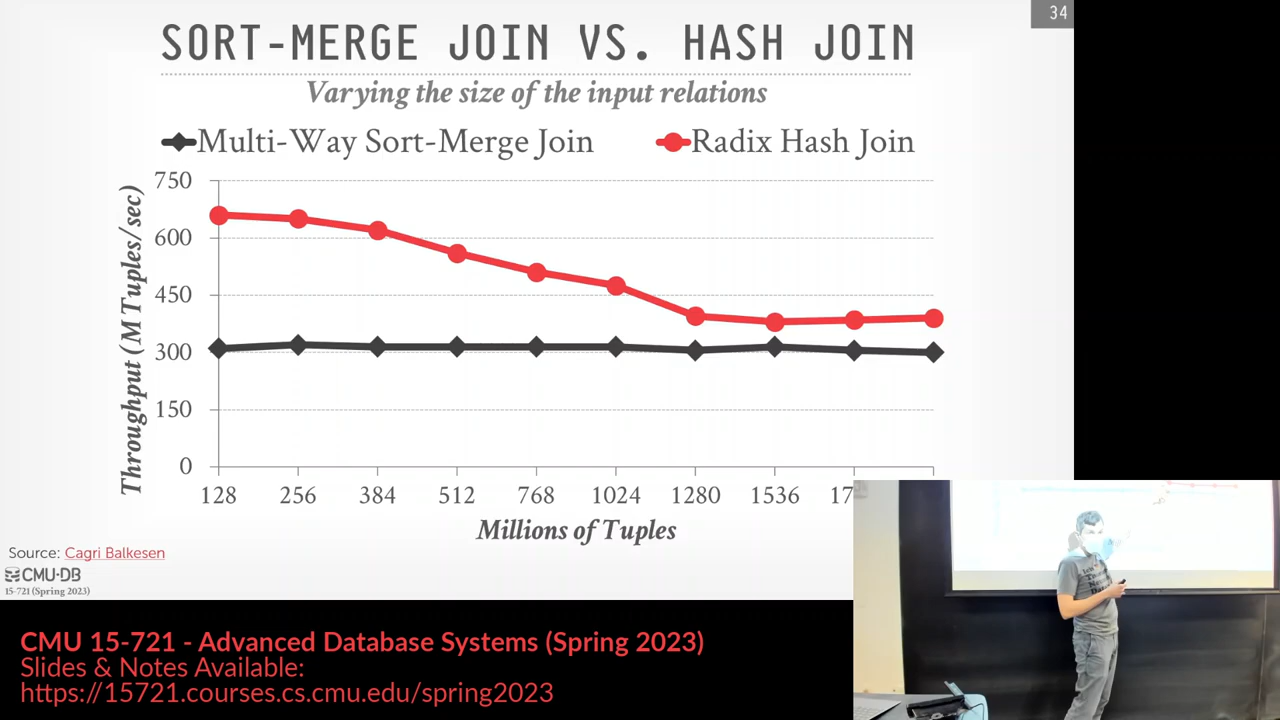 34
SORT-MERGE JOIN VS. HASH JOIN
Varying the size of the input relations
Multi-Way Sort-Merge Join
Radix Hash Join
Throughput (M Tuples/sec)
750
600
450
300
150
0
128 256 384 512 768 1024 1280 1536 17
Millions of Tuples
Source: Cagri Balkesen
CMU·DB
15-721 (Spring 2023)
CMU 15-721 - Advanced Database Systems (Spring 2023)
Slides & Notes Available:
https://15721.courses.cs.cmu.edu/spring2023